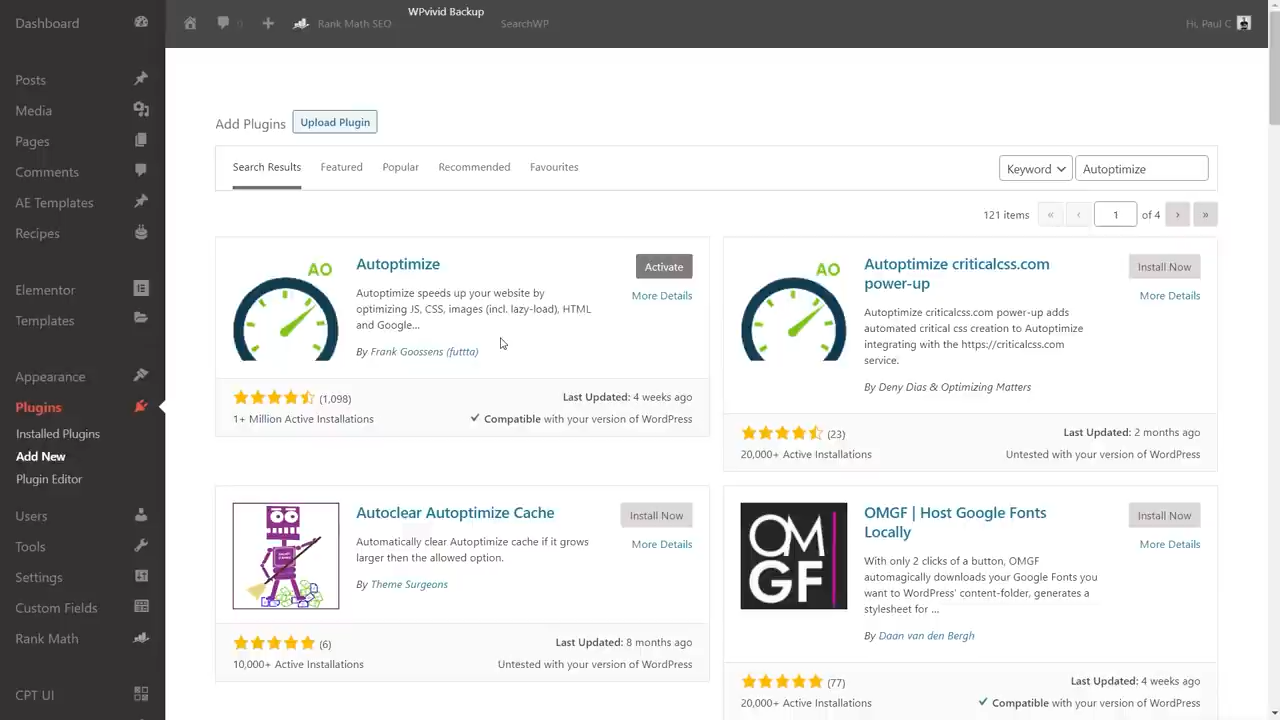 Dashboard
Posts
Media
Pages
Comments
AE Templates
Recipes
Elementor
Templates
Appearance
Plugins
Installed Plugins
Add New
Plugin Editor
Users
Tools
Settings
Custom Fields
Rank Math
CPT UI
0
Rank Math SEO
WPvivid Backup
SearchWP
Hi, Paul C
Add Plugins
Upload Plugin
Search Results
Featured
Popular
Recommended
Favourites
Keyword
Autoptimize
121 items
«
‹
1
of 4
›
»
AO
Autoptimize
Activate
More Details
Autoptimize speeds up your website by
optimizing JS, CSS, images (incl. lazy-load), HTML
and Google...
By Frank Goossens (futtta)
(1,098)
1+ Million Active Installations
Last Updated: 4 weeks ago
Compatible with your version of WordPress
AO
Autoptimize criticalcss.com
power-up
Install Now
More Details
Autoptimize criticalcss.com power-up adds
automated critical css creation to Autoptimize
integrating with the https://criticalcss.com
service.
By Deny Dias & Optimizing Matters
(23)
20,000+ Active Installations
Last Updated: 2 months ago
Untested with your version of WordPress
Autoclear Autoptimize Cache
Install Now
More Details
Automatically clear Autoptimize cache if it grows
larger then the allowed option.
By Theme Surgeons
(6)
10,000+ Active Installations
Last Updated: 8 months ago
Untested with your version of WordPress
OM
GF
OMGF | Host Google Fonts
Locally
Install Now
More Details
With only 2 clicks of a button, OMGF
automagically downloads your Google Fonts you
want to WordPress' content-folder, generates a
stylesheet for ...
By Daan van den Bergh
(77)
20,000+ Active Installations
Last Updated: 4 weeks ago
Compatible with your version of WordPress